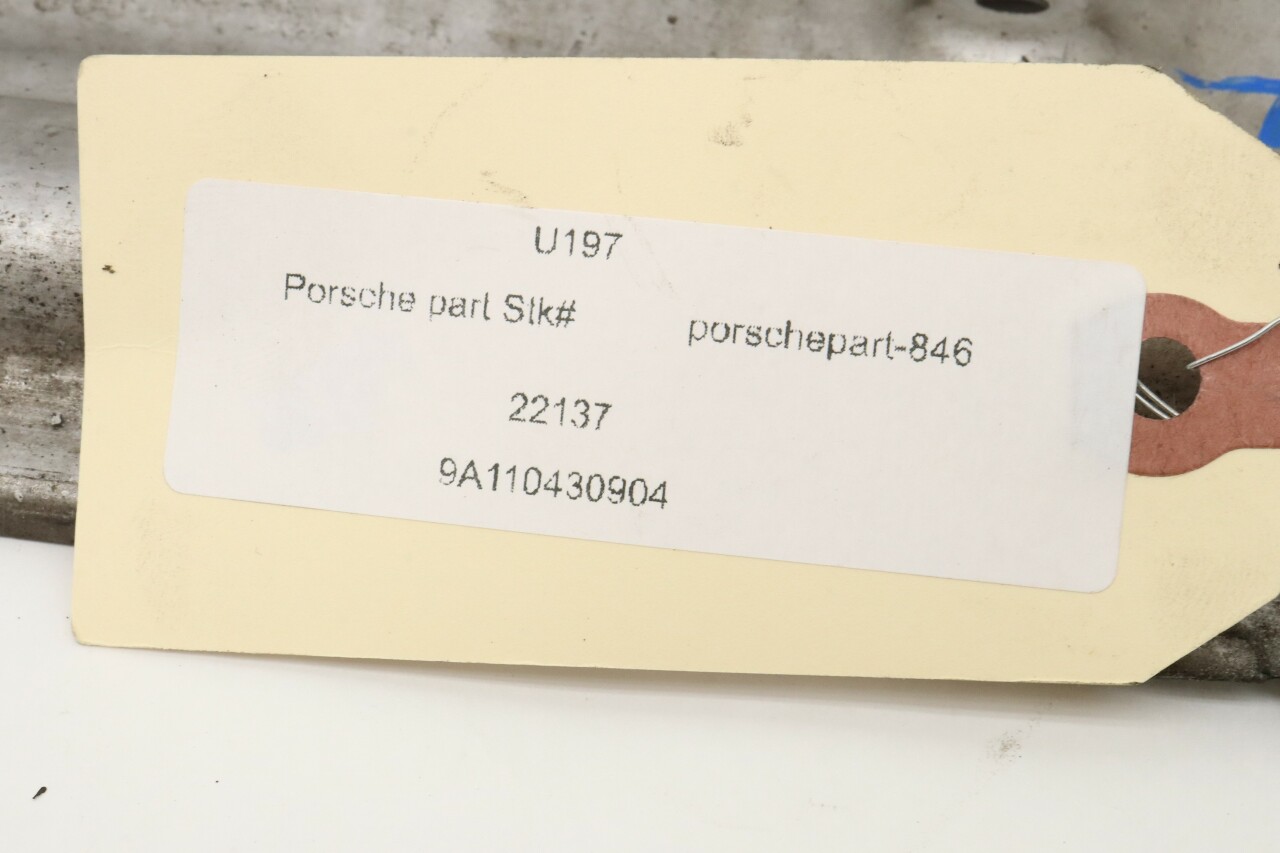 U197
Porsche part Stk# porschepart-846
22137
9A110430904